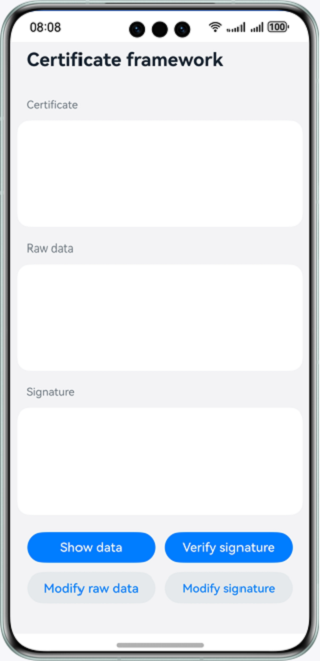 08:08
100
Certificate framework
Certificate
Raw data
Signature
Show data
Verify signature
Modify raw data
Modify signature